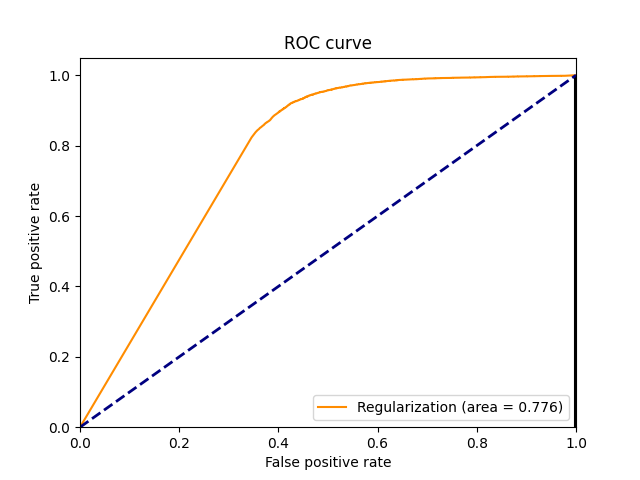 ROC curve
True positive rate
1.0
0.8
0.6
0.4
0.2
0.0
Regularization (area = 0.776)
0.0 0.2 0.4 0.6 0.8 1.0
False positive rate